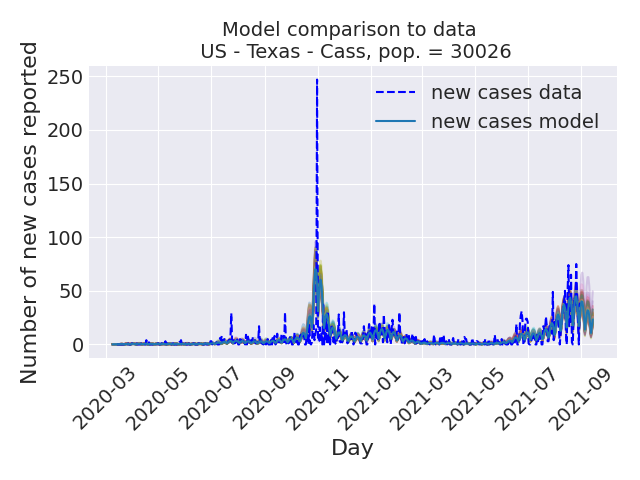 Model comparison to data
US - Texas - Cass, pop. = 30026
Number of new cases reported
250
200
150
100
50
0
new cases data
new cases model
2020-03
2020-05
2020-07
2020-09
2020-11
2021-01
2021-03
2021-05
2021-07
2021-09
Day